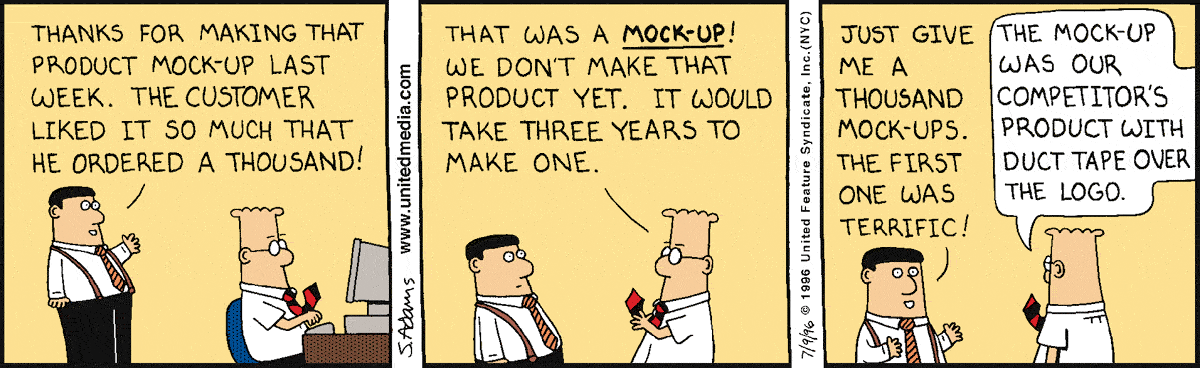 THANKS FOR MAKING THAT
PRODUCT MOCK-UP LAST
WEEK. THE CUSTOMER
LIKED IT SO MUCH THAT
HE ORDERED A THOUSAND!
S. Adams
www.unitedmedia.com
THAT WAS A MOCK-UP!
WE DON'T MAKE THAT
PRODUCT YET. IT WOULD
TAKE THREE YEARS TO
MAKE ONE.
7/9/96 © 1996 United Feature Syndicate, Inc.(NYC)
JUST GIVE
ME A
THOUSAND
MOCK-UPS.
THE FIRST
ONE WAS
TERRIFIC!
THE MOCK-UP
WAS OUR
COMPETITOR'S
PRODUCT WITH
DUCT TAPE OVER
THE LOGO.